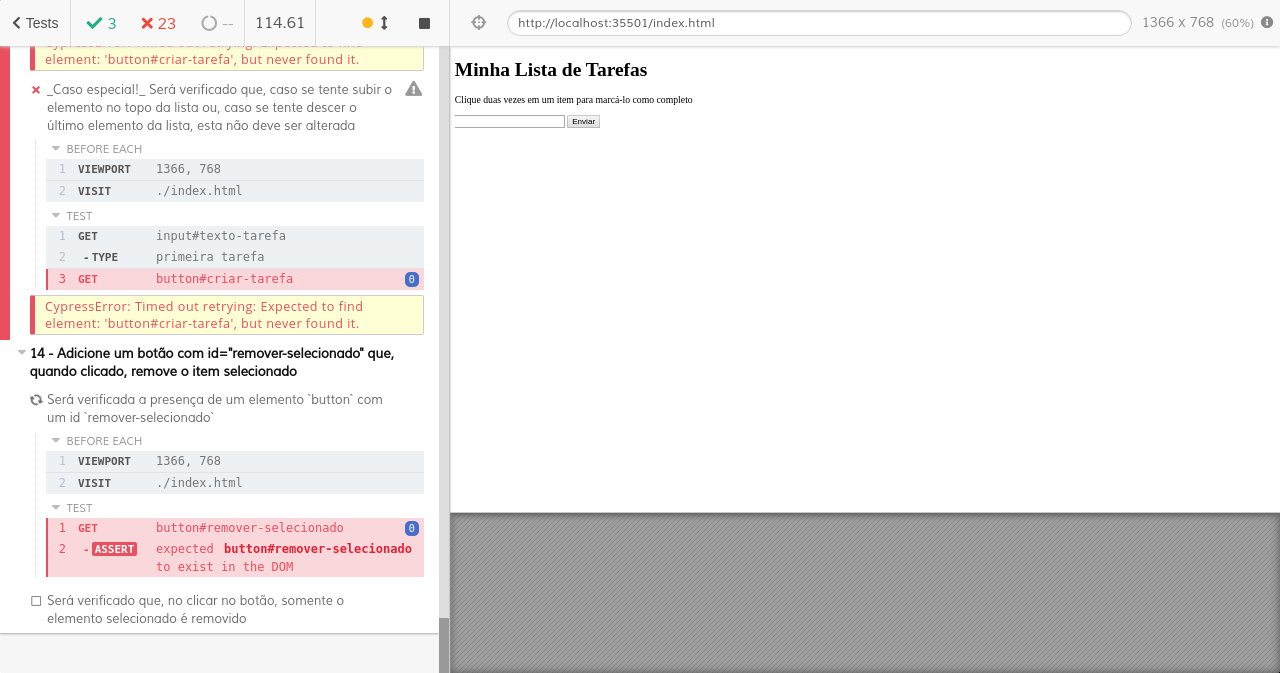 Tests
3
23
--
114.61
http://localhost:35501/index.html
1366 x 768 (60%)
CypressError: Timed out retrying: Expected to find
element: 'button#criar-tarefa', but never found it.
_Caso especial!_ Será verificado que, caso se tente subir o
elemento no topo da lista ou, caso se tente descer o
último elemento da lista, esta não deve ser alterada
BEFORE EACH
1 VIEWPORT 1366, 768
2 VISIT ./index.html
TEST
1 GET input#texto-tarefa
2 -TYPE primeira tarefa
3 GET button#criar-tarefa 0
CypressError: Timed out retrying: Expected to find
element: 'button#criar-tarefa', but never found it.
14 - Adicione um botão com id="remover-selecionado" que,
quando clicado, remove o item selecionado
Será verificada a presença de um elemento `button` com
um id `remover-selecionado`
BEFORE EACH
1 VIEWPORT 1366, 768
2 VISIT ./index.html
TEST
1 GET button#remover-selecionado 0
2 -ASSERT expected button#remover-selecionado
to exist in the DOM
Será verificado que, no clicar no botão, somente o
elemento selecionado é removido
Minha Lista de Tarefas
Clique duas vezes em um item para marcá-lo como completo
Enviar